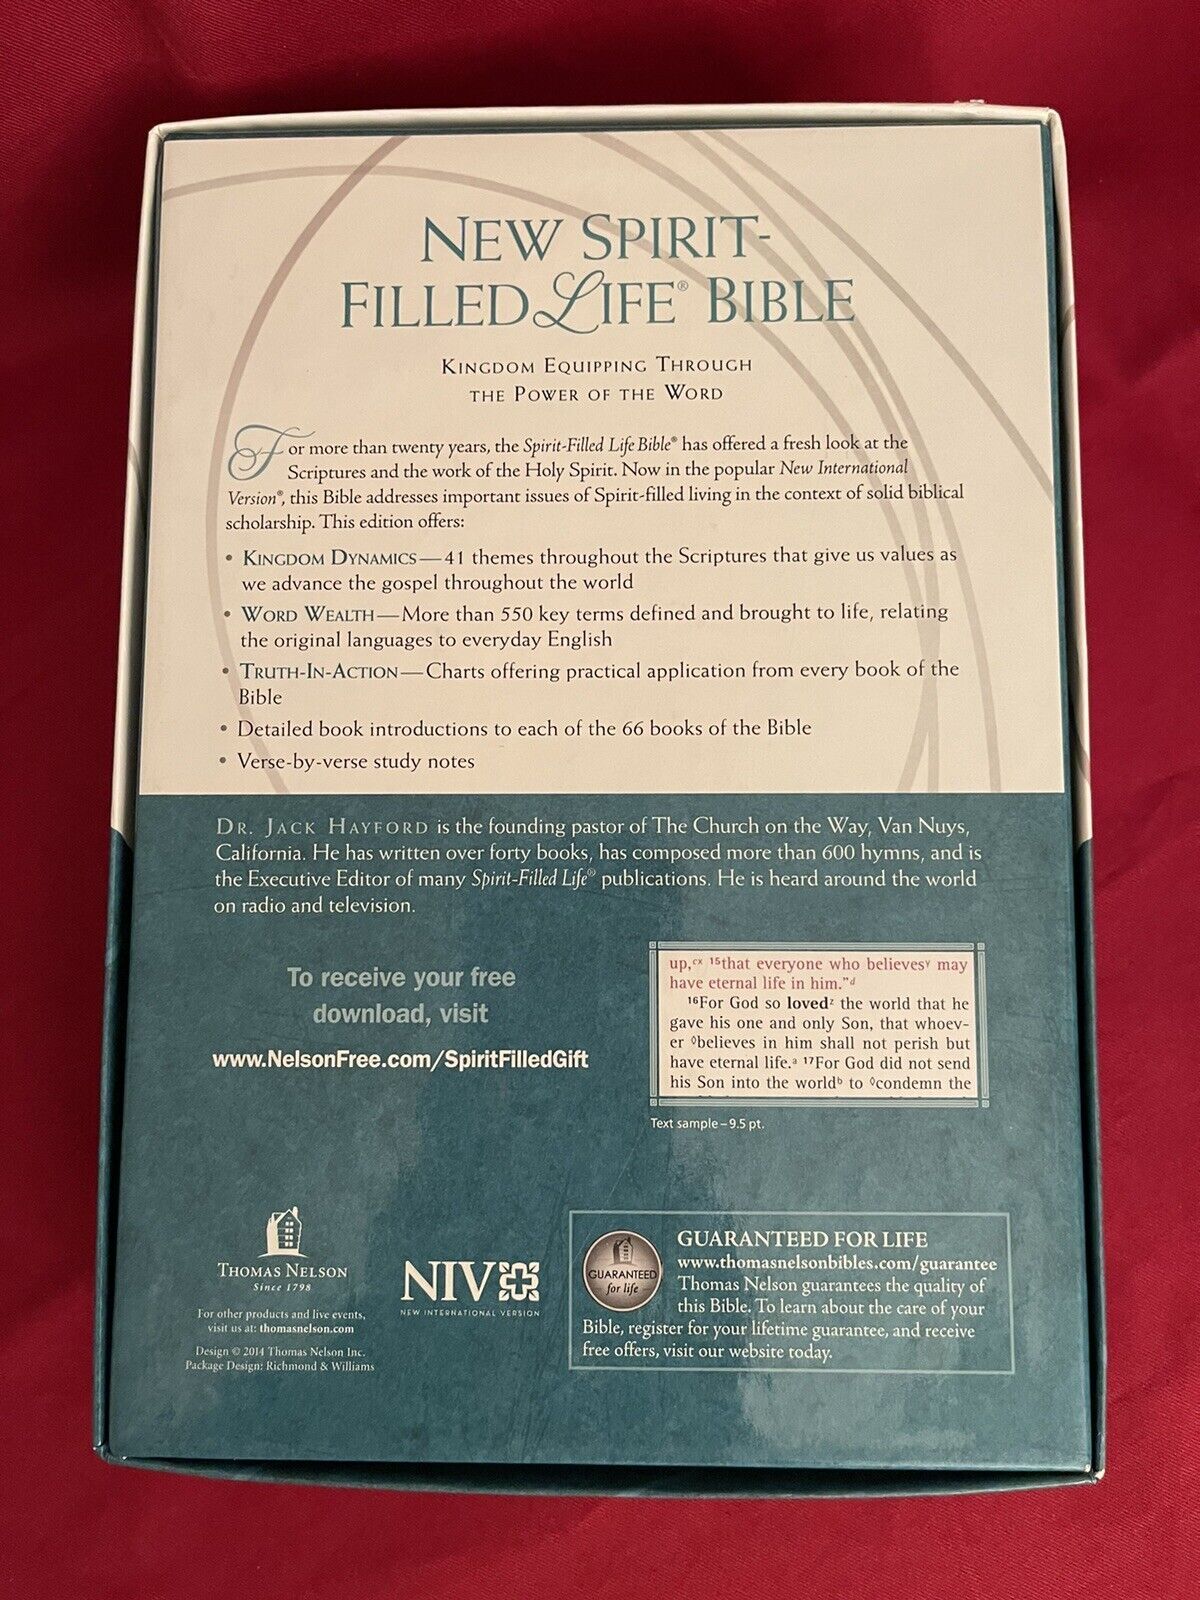 NEW SPIRIT-
FILLED LIFE® BIBLE
KINGDOM EQUIPPING THROUGH
THE POWER OF THE WORD
For more than twenty years, the Spirit-Filled Life Bible® has offered a fresh look at the
Scriptures and the work of the Holy Spirit. Now in the popular New International
Version®, this Bible addresses important issues of Spirit-filled living in the context of solid biblical
scholarship. This edition offers:
• KINGDOM DYNAMICS—41 themes throughout the Scriptures that give us values as
we advance the gospel throughout the world
• WORD WEALTH—More than 550 key terms defined and brought to life, relating
the original languages to everyday English
• TRUTH-IN-ACTION—Charts offering practical application from every book of the
Bible
• Detailed book introductions to each of the 66 books of the Bible
• Verse-by-verse study notes
DR. JACK HAYFORD is the founding pastor of The Church on the Way, Van Nuys,
California. He has written over forty books, has composed more than 600 hymns, and is
the Executive Editor of many Spirit-Filled Life® publications. He is heard around the world
on radio and television.
To receive your free
download, visit
www.NelsonFree.com/SpiritFilledGift
up,cx 15that everyone who believesy may
have eternal life in him."d
16For God so lovedz the world that he
gave his one and only Son, that whoev-
er ◊believes in him shall not perish but
have eternal life.a 17For God did not send
his Son into the worldb to ◊condemn the
Text sample – 9.5 pt.
THOMAS NELSON
Since 1798
For other products and live events,
visit us at: thomasnelson.com
Design © 2014 Thomas Nelson Inc.
Package Design: Richmond & Williams
NIV
NEW INTERNATIONAL VERSION
GUARANTEED
for life
GUARANTEED FOR LIFE
www.thomasnelsonbibles.com/guarantee
Thomas Nelson guarantees the quality of
this Bible. To learn about the care of your
Bible, register for your lifetime guarantee, and receive
free offers, visit our website today.